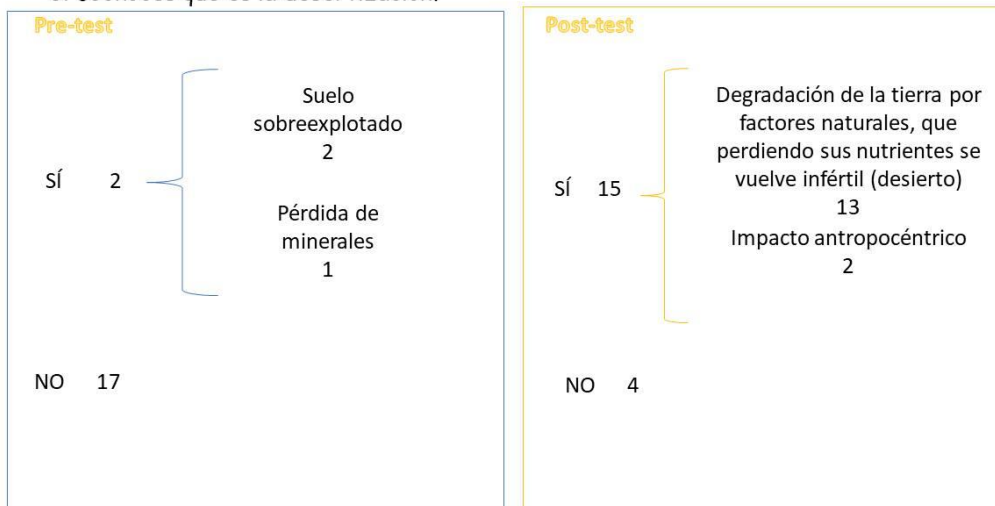 Pre-test
SÍ 2
Suelo
sobreexplotado
2
Pérdida de
minerales
1
NO 17
Post-test
SÍ 15
Degradación de la tierra por
factores naturales, que
perdiendo sus nutrientes se
vuelve infértil (desierto)
13
Impacto antropocéntrico
2
NO 4